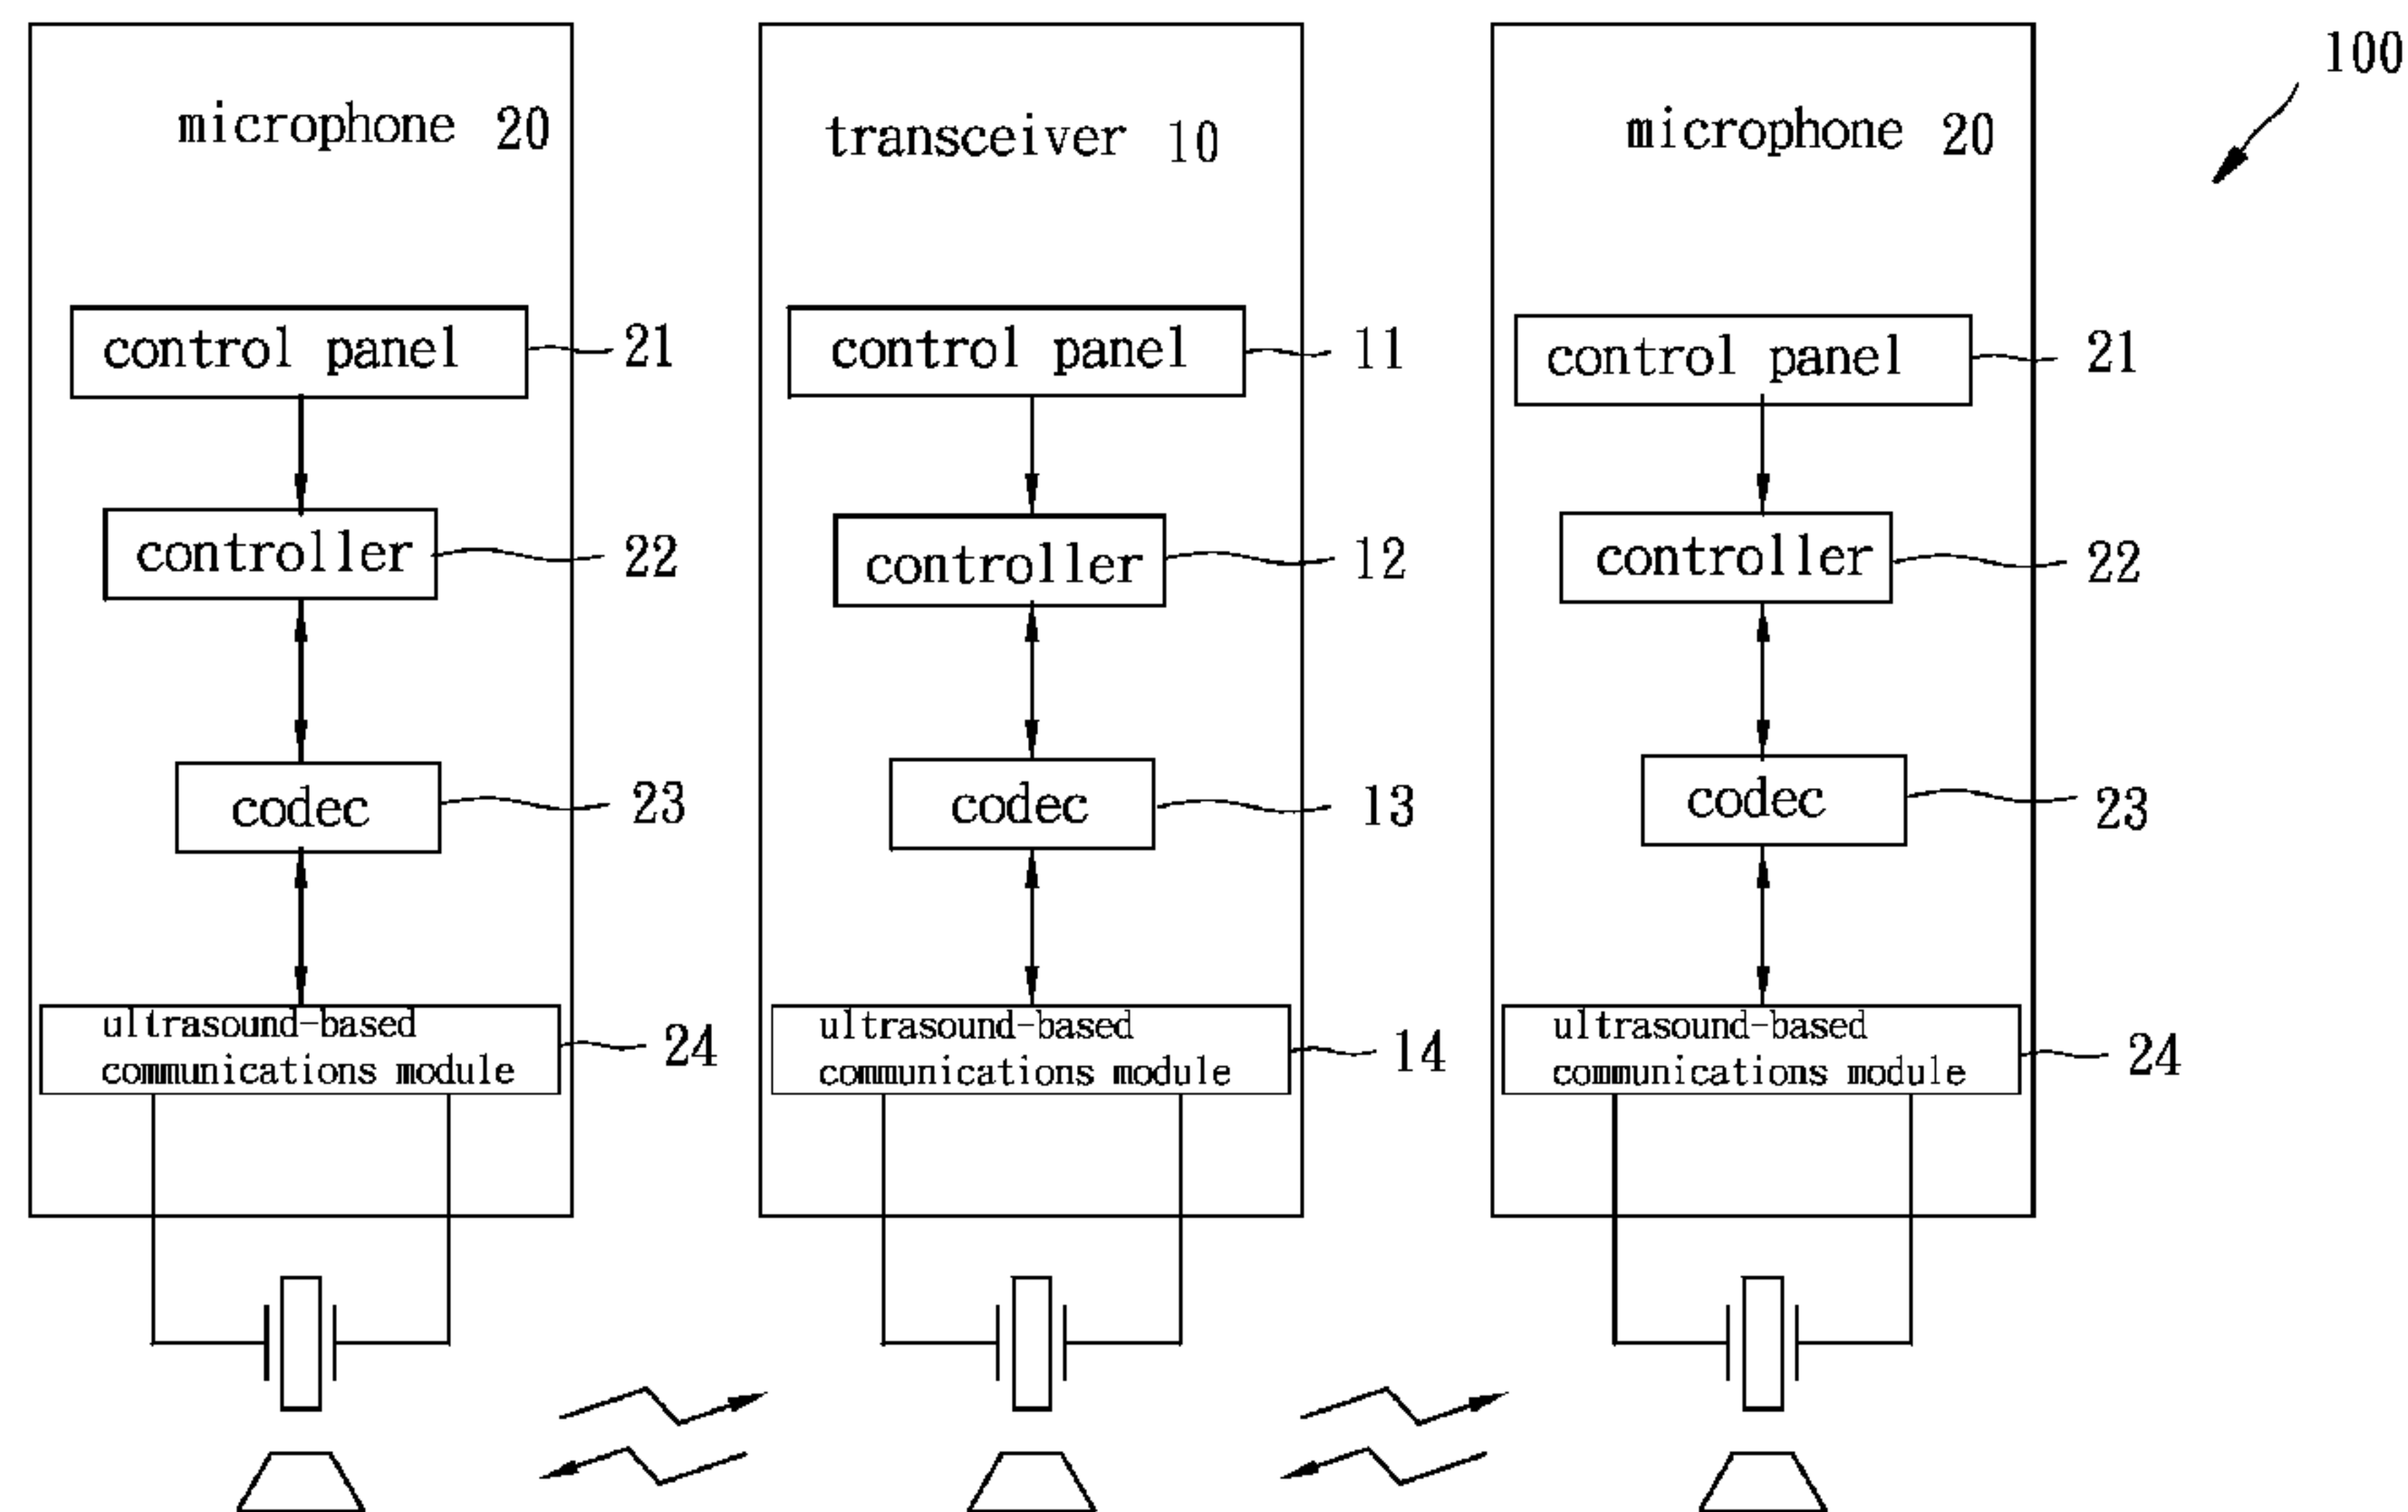 100
microphone 20
transceiver 10
microphone 20
control panel 21
control panel 11
control panel 21
controller 22
controller 12
controller 22
codec 23
codec 13
codec 23
ultrasound-based
communications module 24
ultrasound-based
communications module 14
ultrasound-based
communications module 24